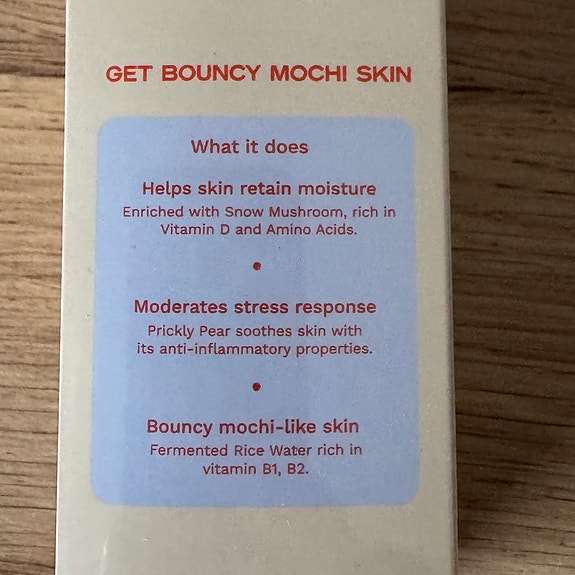 GET BOUNCY MOCHI SKIN
What it does
Helps skin retain moisture
Enriched with Snow Mushroom, rich in
Vitamin D and Amino Acids.
Moderates stress response
Prickly Pear soothes skin with
its anti-inflammatory properties.
Bouncy mochi-like skin
Fermented Rice Water rich in
vitamin B1, B2.